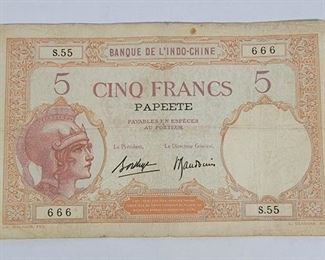 BANQUE DE L'INDO-CHINE
S.55 666
5 CINQ FRANCS 5
PAPEETE
PAYABLES EN ESPÈCES
AU PORTEUR
Le Président, Le Directeur Général,
666 S.55